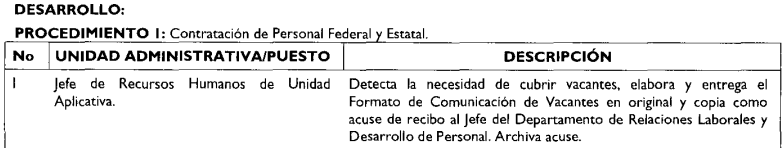 DESARROLLO:
PROCEDIMIENTO I: Contratación de Personal Federal y Estatal.
No UNIDAD ADMINISTRATIVA/PUESTO DESCRIPCIÓN
I Jefe de Recursos Humanos de Unidad Detecta la necesidad de cubrir vacantes, elabora y entrega el
Aplicativa. Formato de Comunicación de Vacantes en original y copia como
acuse de recibo al Jefe del Departamento de Relaciones Laborales y
Desarrollo de Personal. Archiva acuse.